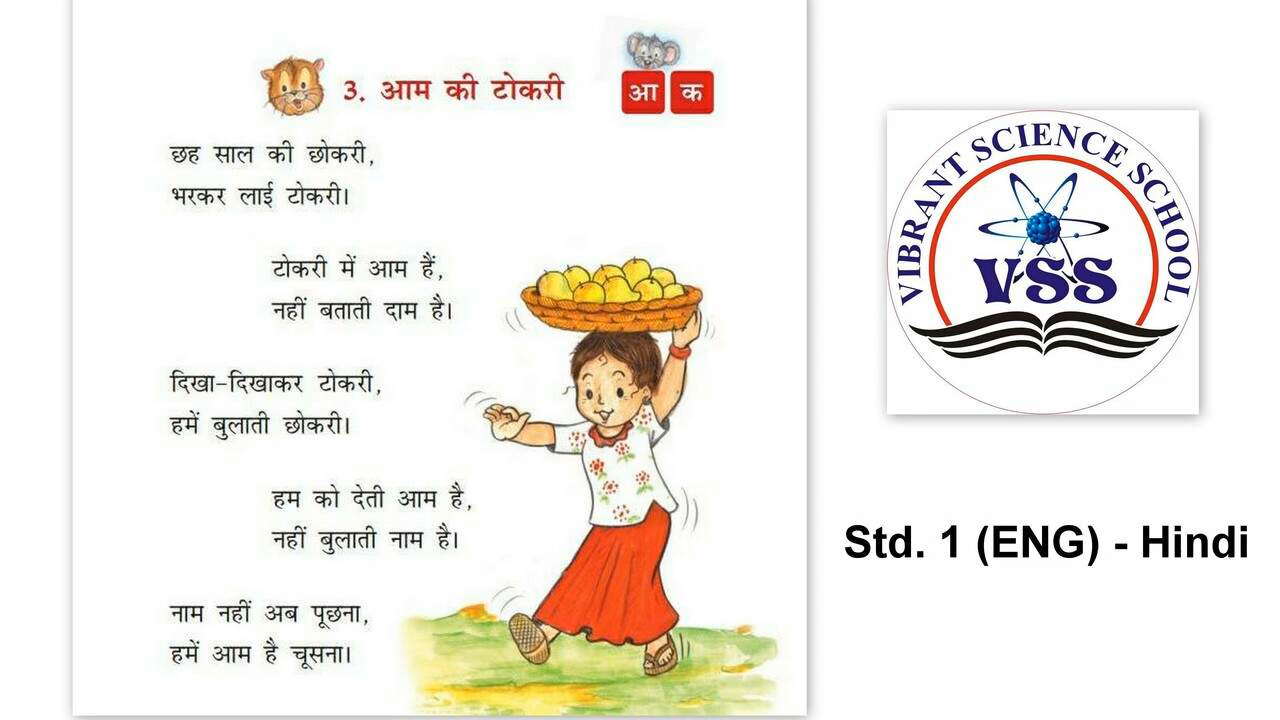 3. आम की टोकरी
आ क
छह साल की छोकरी,
भरकर लाई टोकरी।
टोकरी में आम हैं,
नहीं बताती दाम है।
दिखा-दिखाकर टोकरी,
हमें बुलाती छोकरी।
हम को देती आम है,
नहीं बुलाती नाम है।
नाम नहीं अब पूछना,
हमें आम है चूसना।
VIBRANT SCIENCE SCHOOL
VSS
Std. 1 (ENG) - Hindi